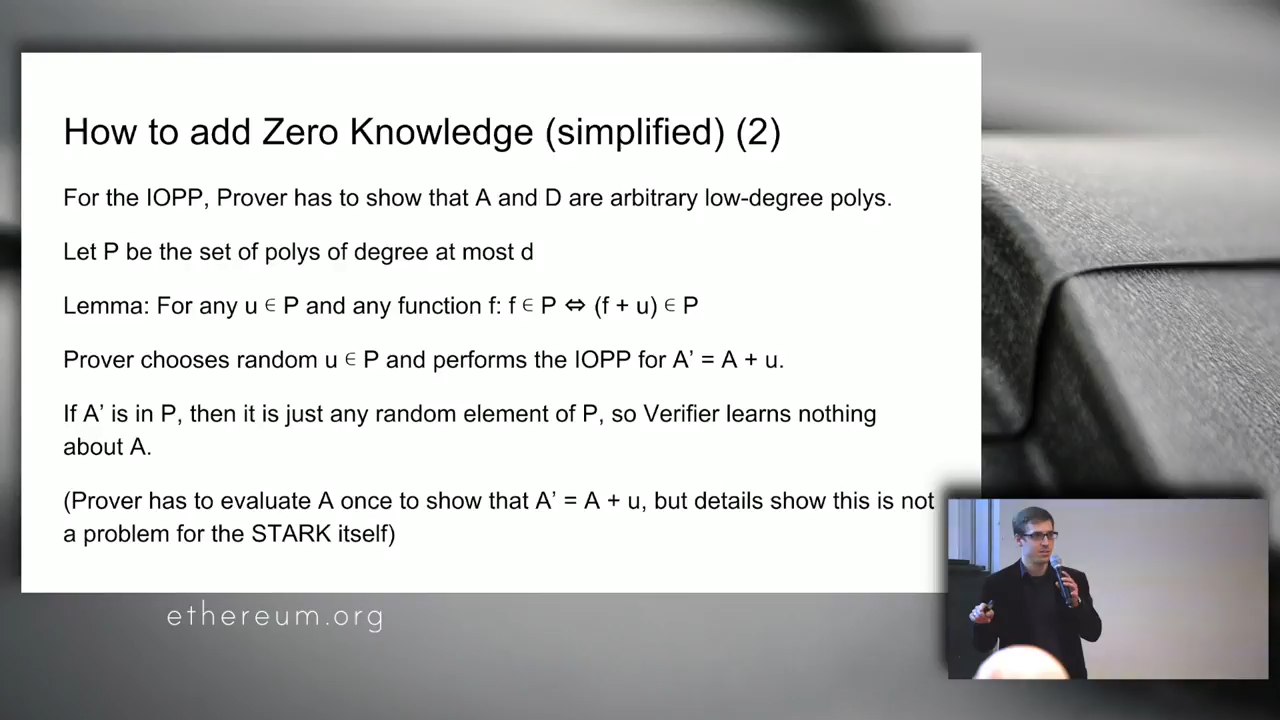 How to add Zero Knowledge (simplified) (2)
For the IOPP, Prover has to show that A and D are arbitrary low-degree polys.
Let P be the set of polys of degree at most d
Lemma: For any u ∈ P and any function f: f ∈ P ⇔ (f + u) ∈ P
Prover chooses random u ∈ P and performs the IOPP for A’ = A + u.
If A’ is in P, then it is just any random element of P, so Verifier learns nothing
about A.
(Prover has to evaluate A once to show that A’ = A + u, but details show this is not
a problem for the STARK itself)
ethereum.org